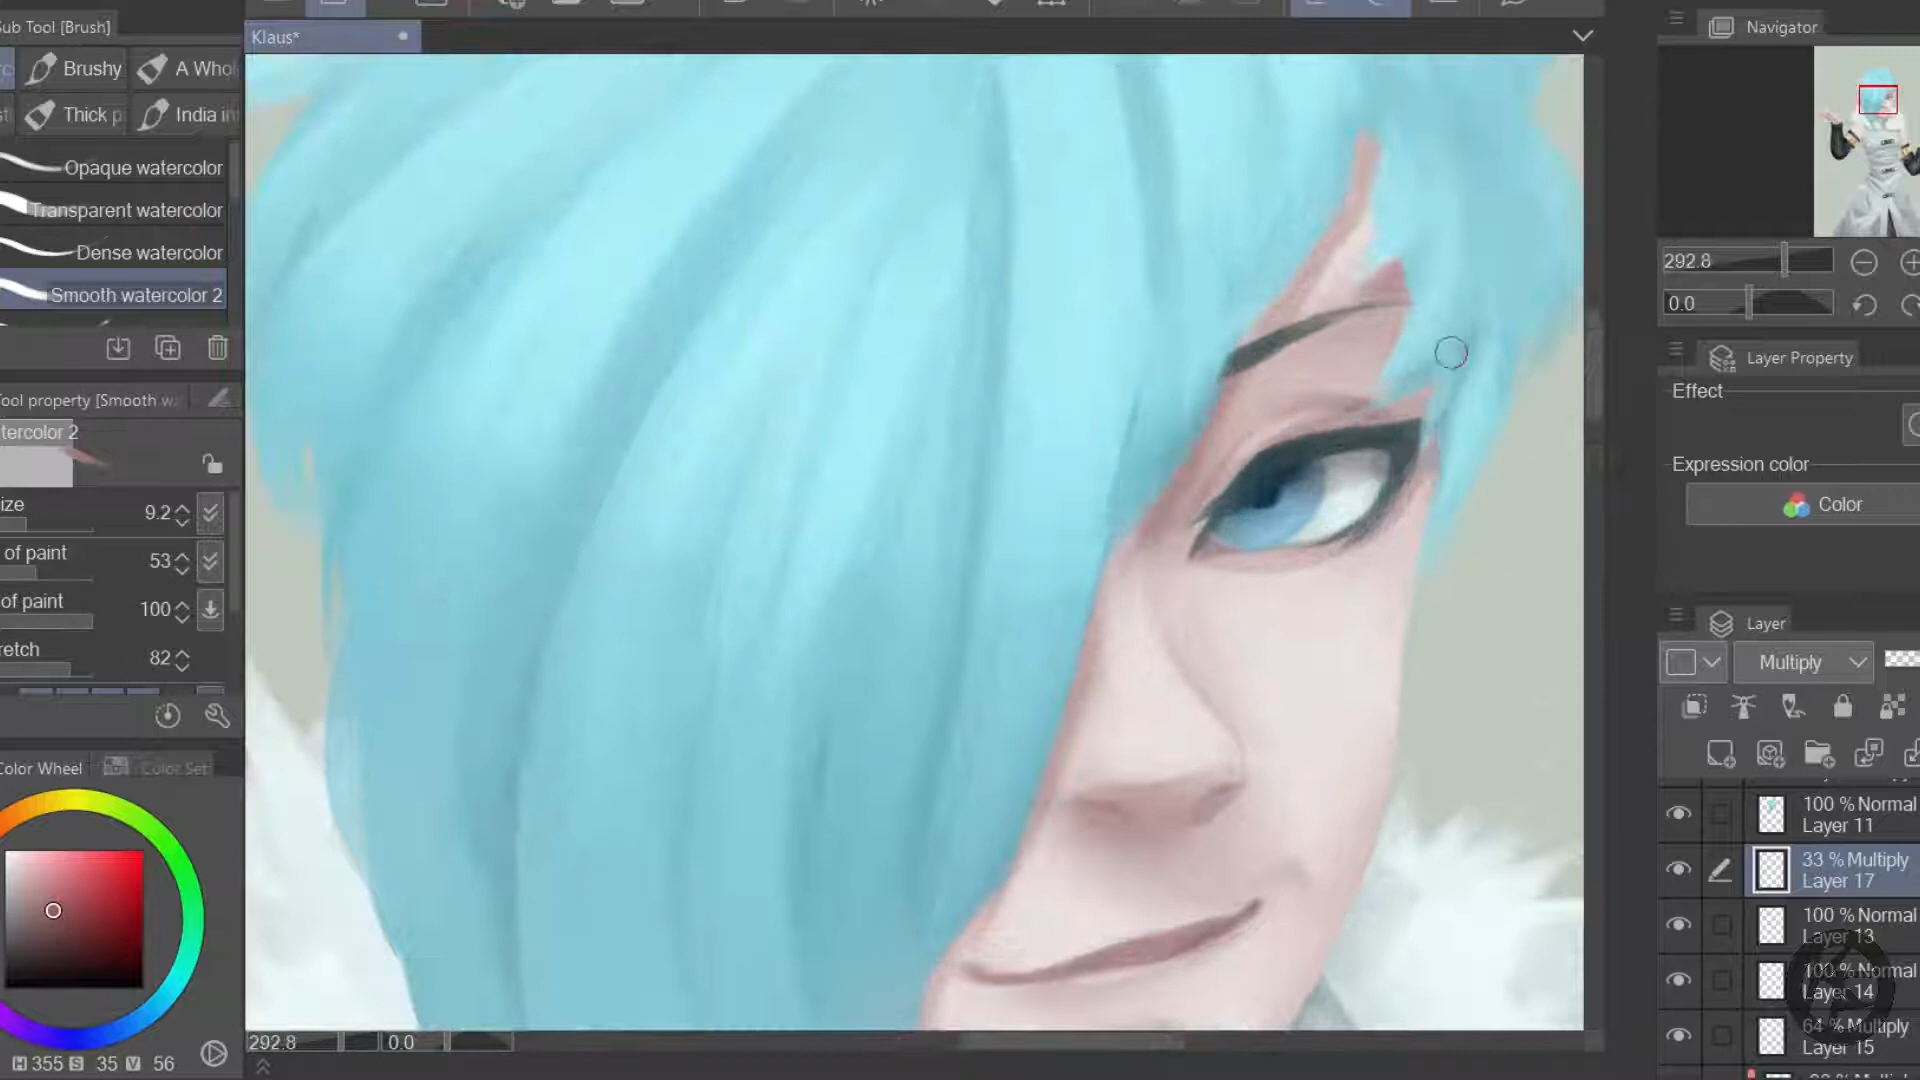 Sub Tool [Brush]
Brushy
A Whol
Thick p
India in
Opaque watercolor
Transparent watercolor
Dense watercolor
Smooth watercolor 2
Tool property [Smooth wa
tercolor 2
ize
9.2
of paint
53
of paint
100
retch
82
Color Wheel
Color Set
H 355 S 35 V 56
Klaus*
292.8
0.0
Navigator
292.8
0.0
Layer Property
Effect
Expression color
Color
Layer
Multiply
100 % Normal
Layer 11
33 % Multiply
Layer 17
100 % Normal
Layer 13
100 % Normal
Layer 14
64 % Multiply
Layer 15